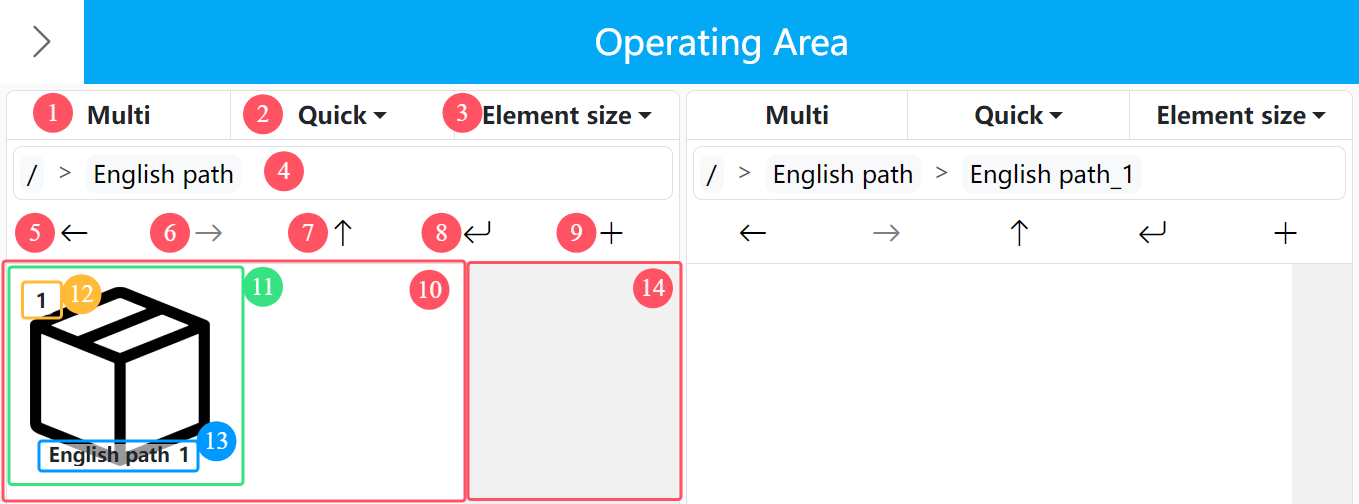 Operating Area
1 Multi 2 Quick 3 Element size Multi Quick Element size
/ > English path 4 / > English path > English path_1
5 6 7 8 9
1 12 11 10 14
English path_1 13